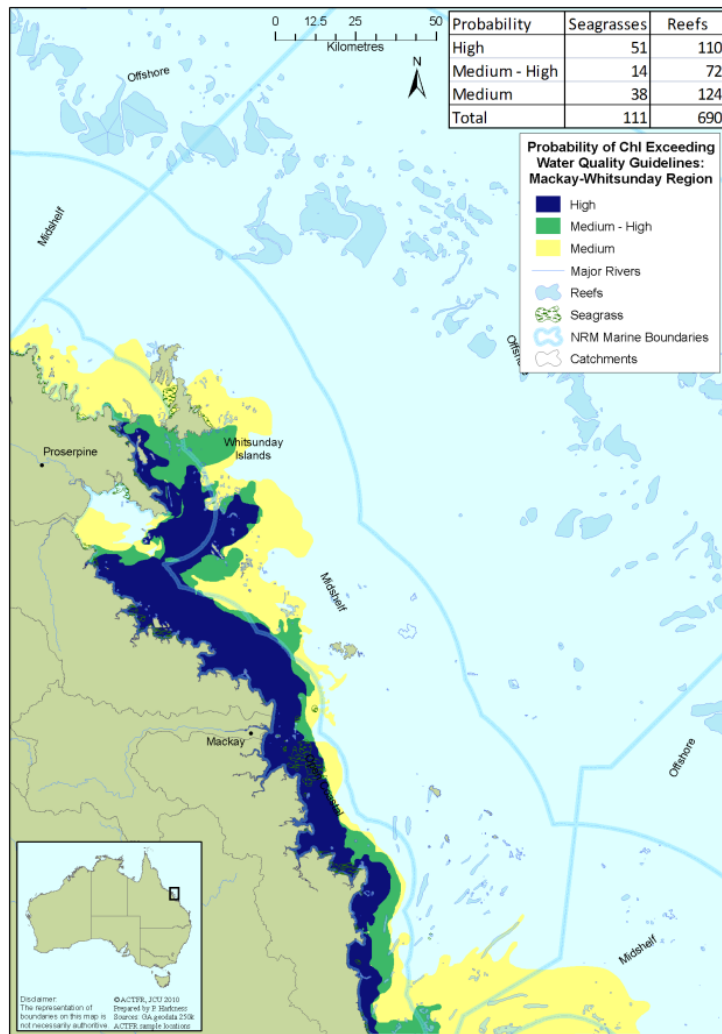 0 12.5 25 50
Kilometres
N
Probability Seagrasses Reefs
High 51 110
Medium - High 14 72
Medium 38 124
Total 111 690
Probability of Chl Exceeding
Water Quality Guidelines:
Mackay-Whitsunday Region
High
Medium - High
Medium
Major Rivers
Reefs
Seagrass
NRM Marine Boundaries
Catchments
Offshore
Midshelf
Offshore
Whitsunday
Islands
Proserpine
Midshelf
Mackay
Coastal
Offshore
Midshelf
Disclaimer:
The representation of
boundaries on this map is
not necessarily authoritive.
©ACTFR, JCU 2010
Prepared by P. Harkness
Sources: GA geodata 250k
ACTFR sample locations